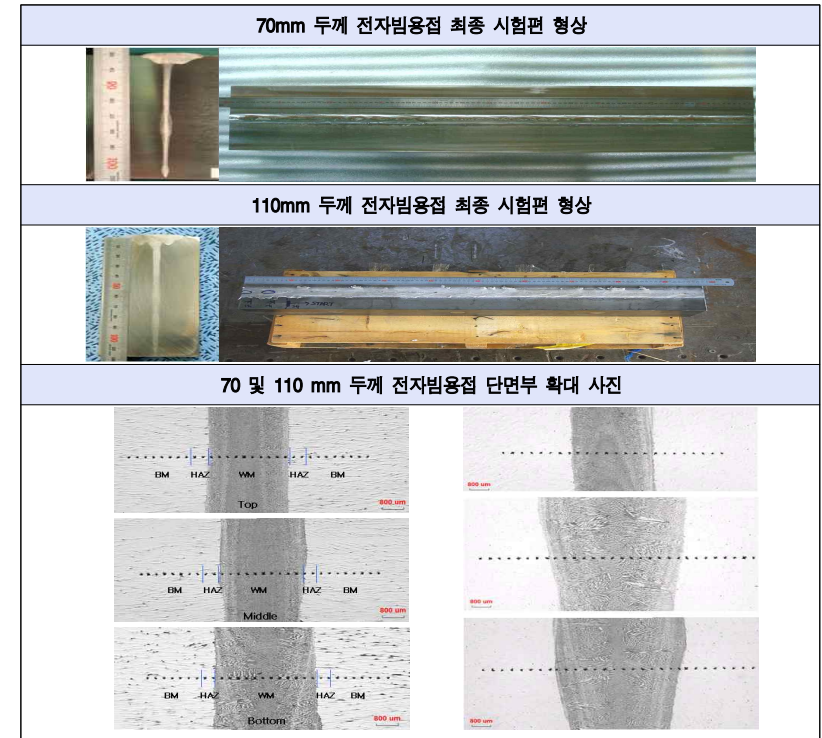 70mm 두께 전자빔용접 최종 시험편 형상
110mm 두께 전자빔용접 최종 시험편 형상
70 및 110 mm 두께 전자빔용접 단면부 확대 사진
BM HAZ WM HAZ BM
Top
800 um
800 um
BM HAZ WM HAZ BM
Middle
800 um
800 um
BM HAZ WM HAZ BM
Bottom
800 um
800 um